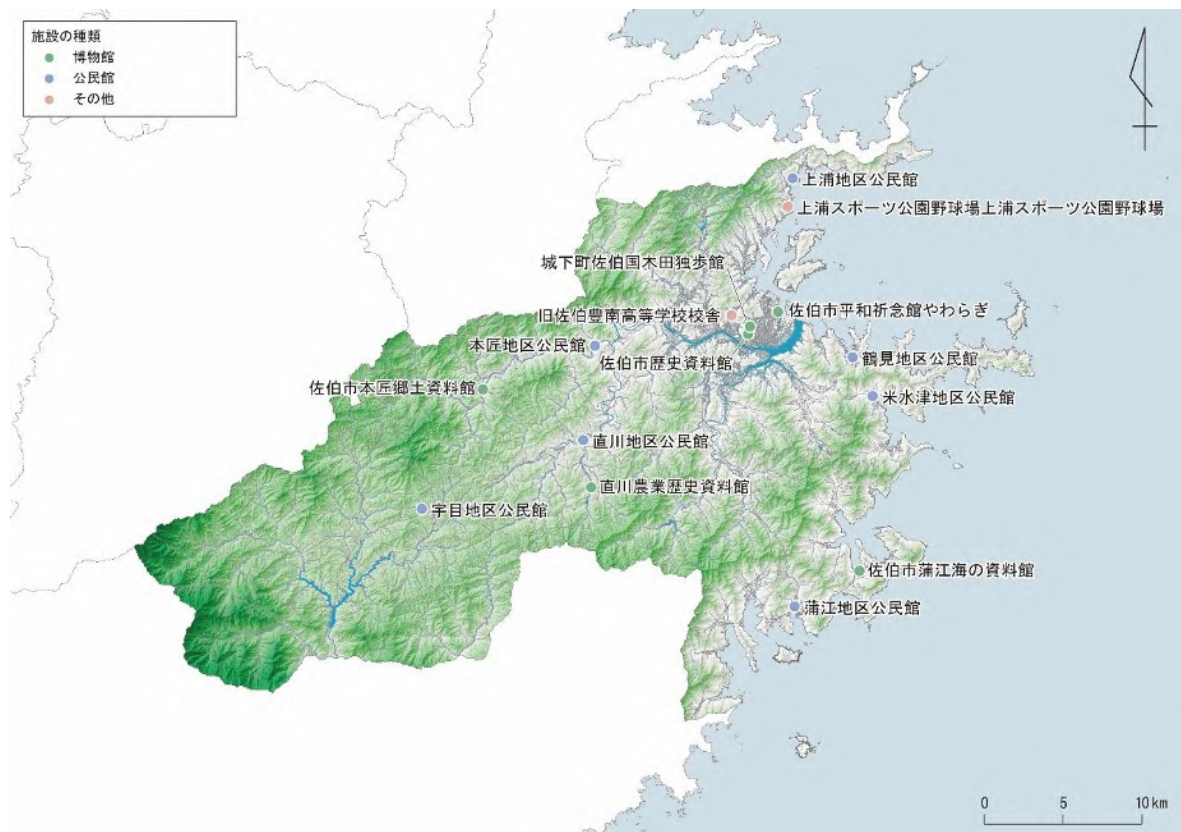 施設の種類
博物館
公民館
その他
上浦地区公民館
上浦スポーツ公園野球場上浦スポーツ公園野球場
城下町佐伯国木田独歩館
旧佐伯豊南高等学校校舎
佐伯市平和祈念館やわらぎ
本匠地区公民館
佐伯市歴史資料館
鶴見地区公民館
佐伯市本匠郷土資料館
米水津地区公民館
直川地区公民館
直川農業歴史資料館
宇目地区公民館
佐伯市蒲江海の資料館
蒲江地区公民館
0 5 10km